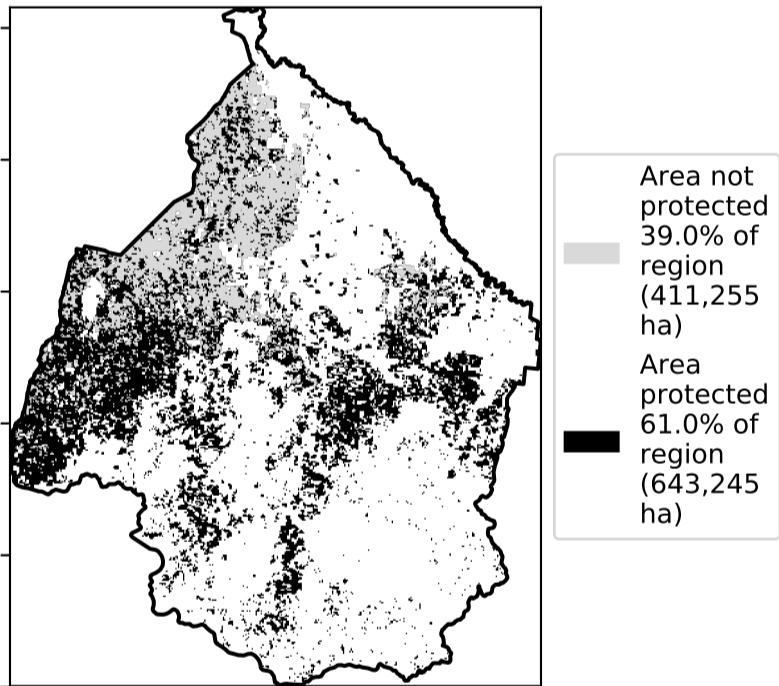 Area not
protected
39.0% of
region
(411,255
ha)
Area
protected
61.0% of
region
(643,245
ha)